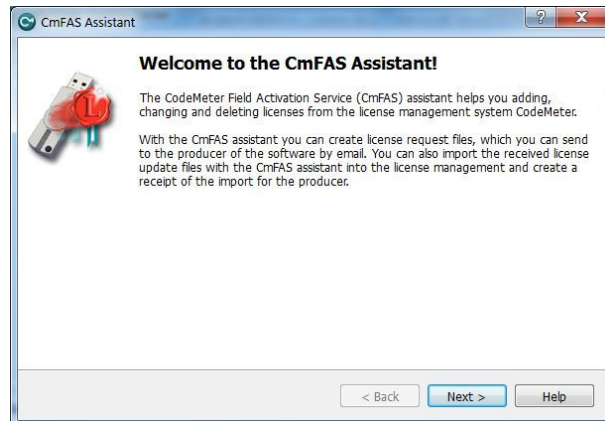 CmFAS Assistant
Welcome to the CmFAS Assistant!
The CodeMeter Field Activation Service (CmFAS) assistant helps you adding,
changing and deleting licenses from the license management system CodeMeter.
With the CmFAS assistant you can create license request files, which you can send
to the producer of the software by email. You can also import the received license
update files with the CmFAS assistant into the license management and create a
receipt of the import for the producer.
L
< Back Next > Help